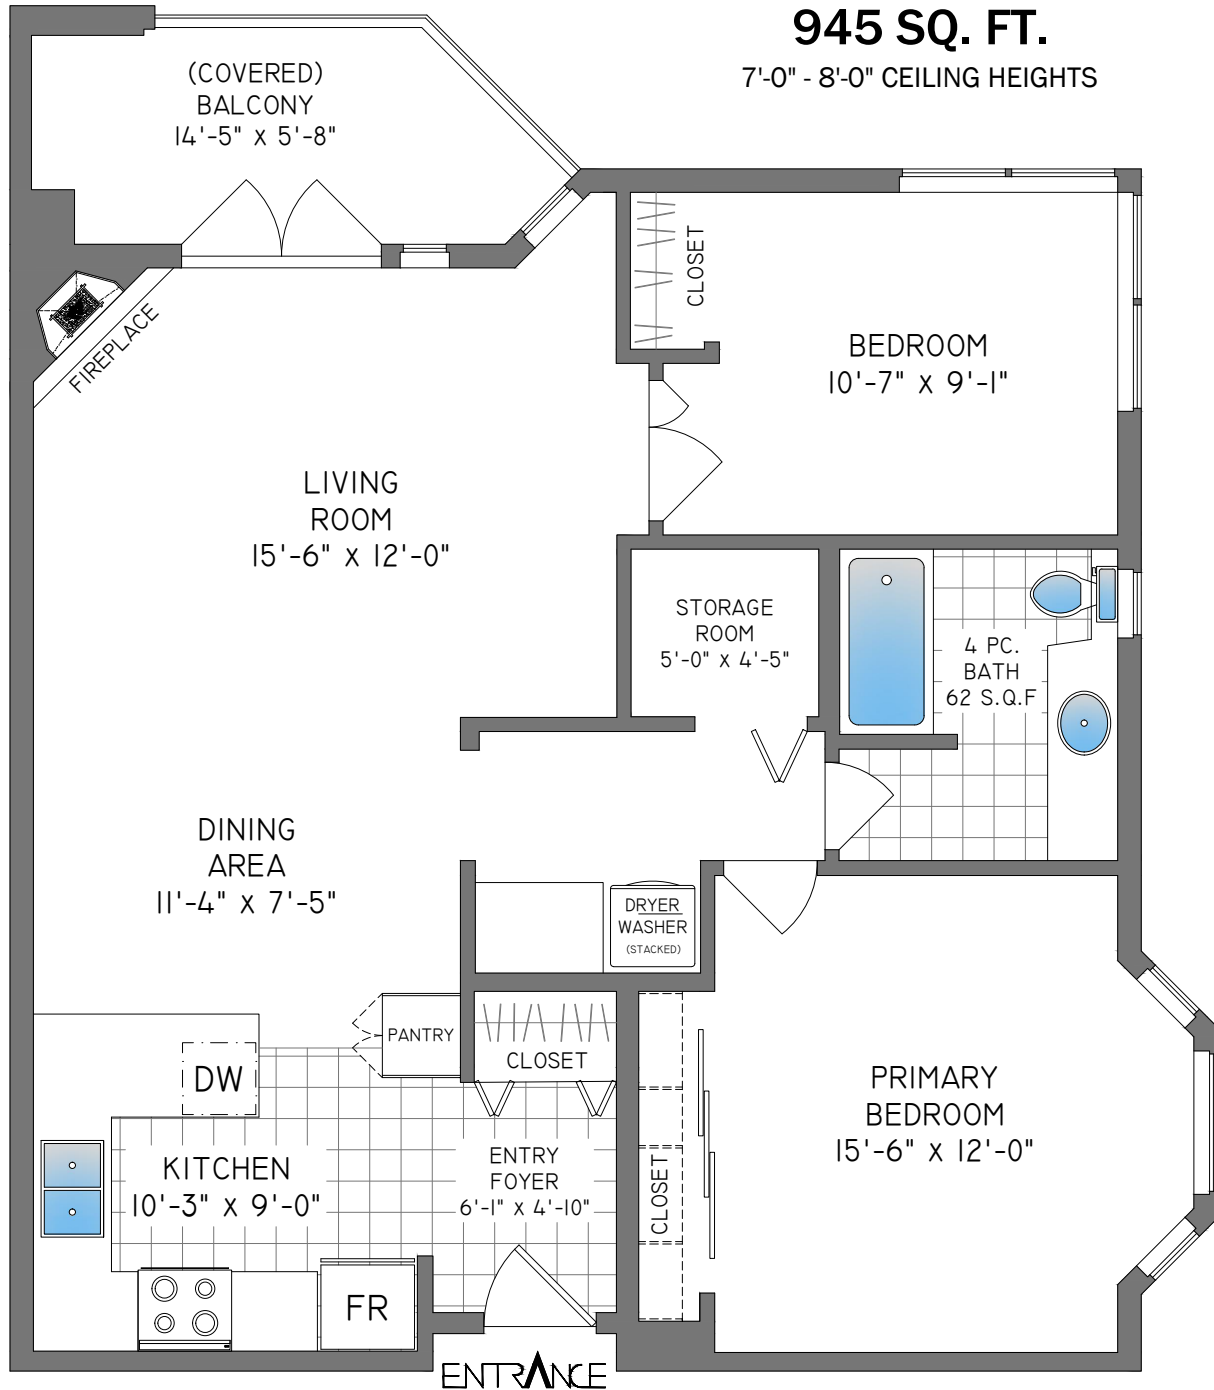 945 SQ. FT.
7'-0" - 8'-0" CEILING HEIGHTS
(COVERED)
BALCONY
14'-5" X 5'-8"
CLOSET
FIREPLACE
BEDROOM
10'-7" X 9'-1"
LIVING
ROOM
15'-6" X 12'-0"
STORAGE
ROOM
5'-0" X 4'-5"
4 PC.
BATH
62 S.Q.F
DINING
AREA
11'-4" X 7'-5"
DRYER
WASHER
(STACKED)
PANTRY
CLOSET
DW
PRIMARY
BEDROOM
15'-6" X 12'-0"
KITCHEN
10'-3" X 9'-0"
ENTRY
FOYER
6'-1" X 4'-10"
CLOSET
FR
ENTRANCE